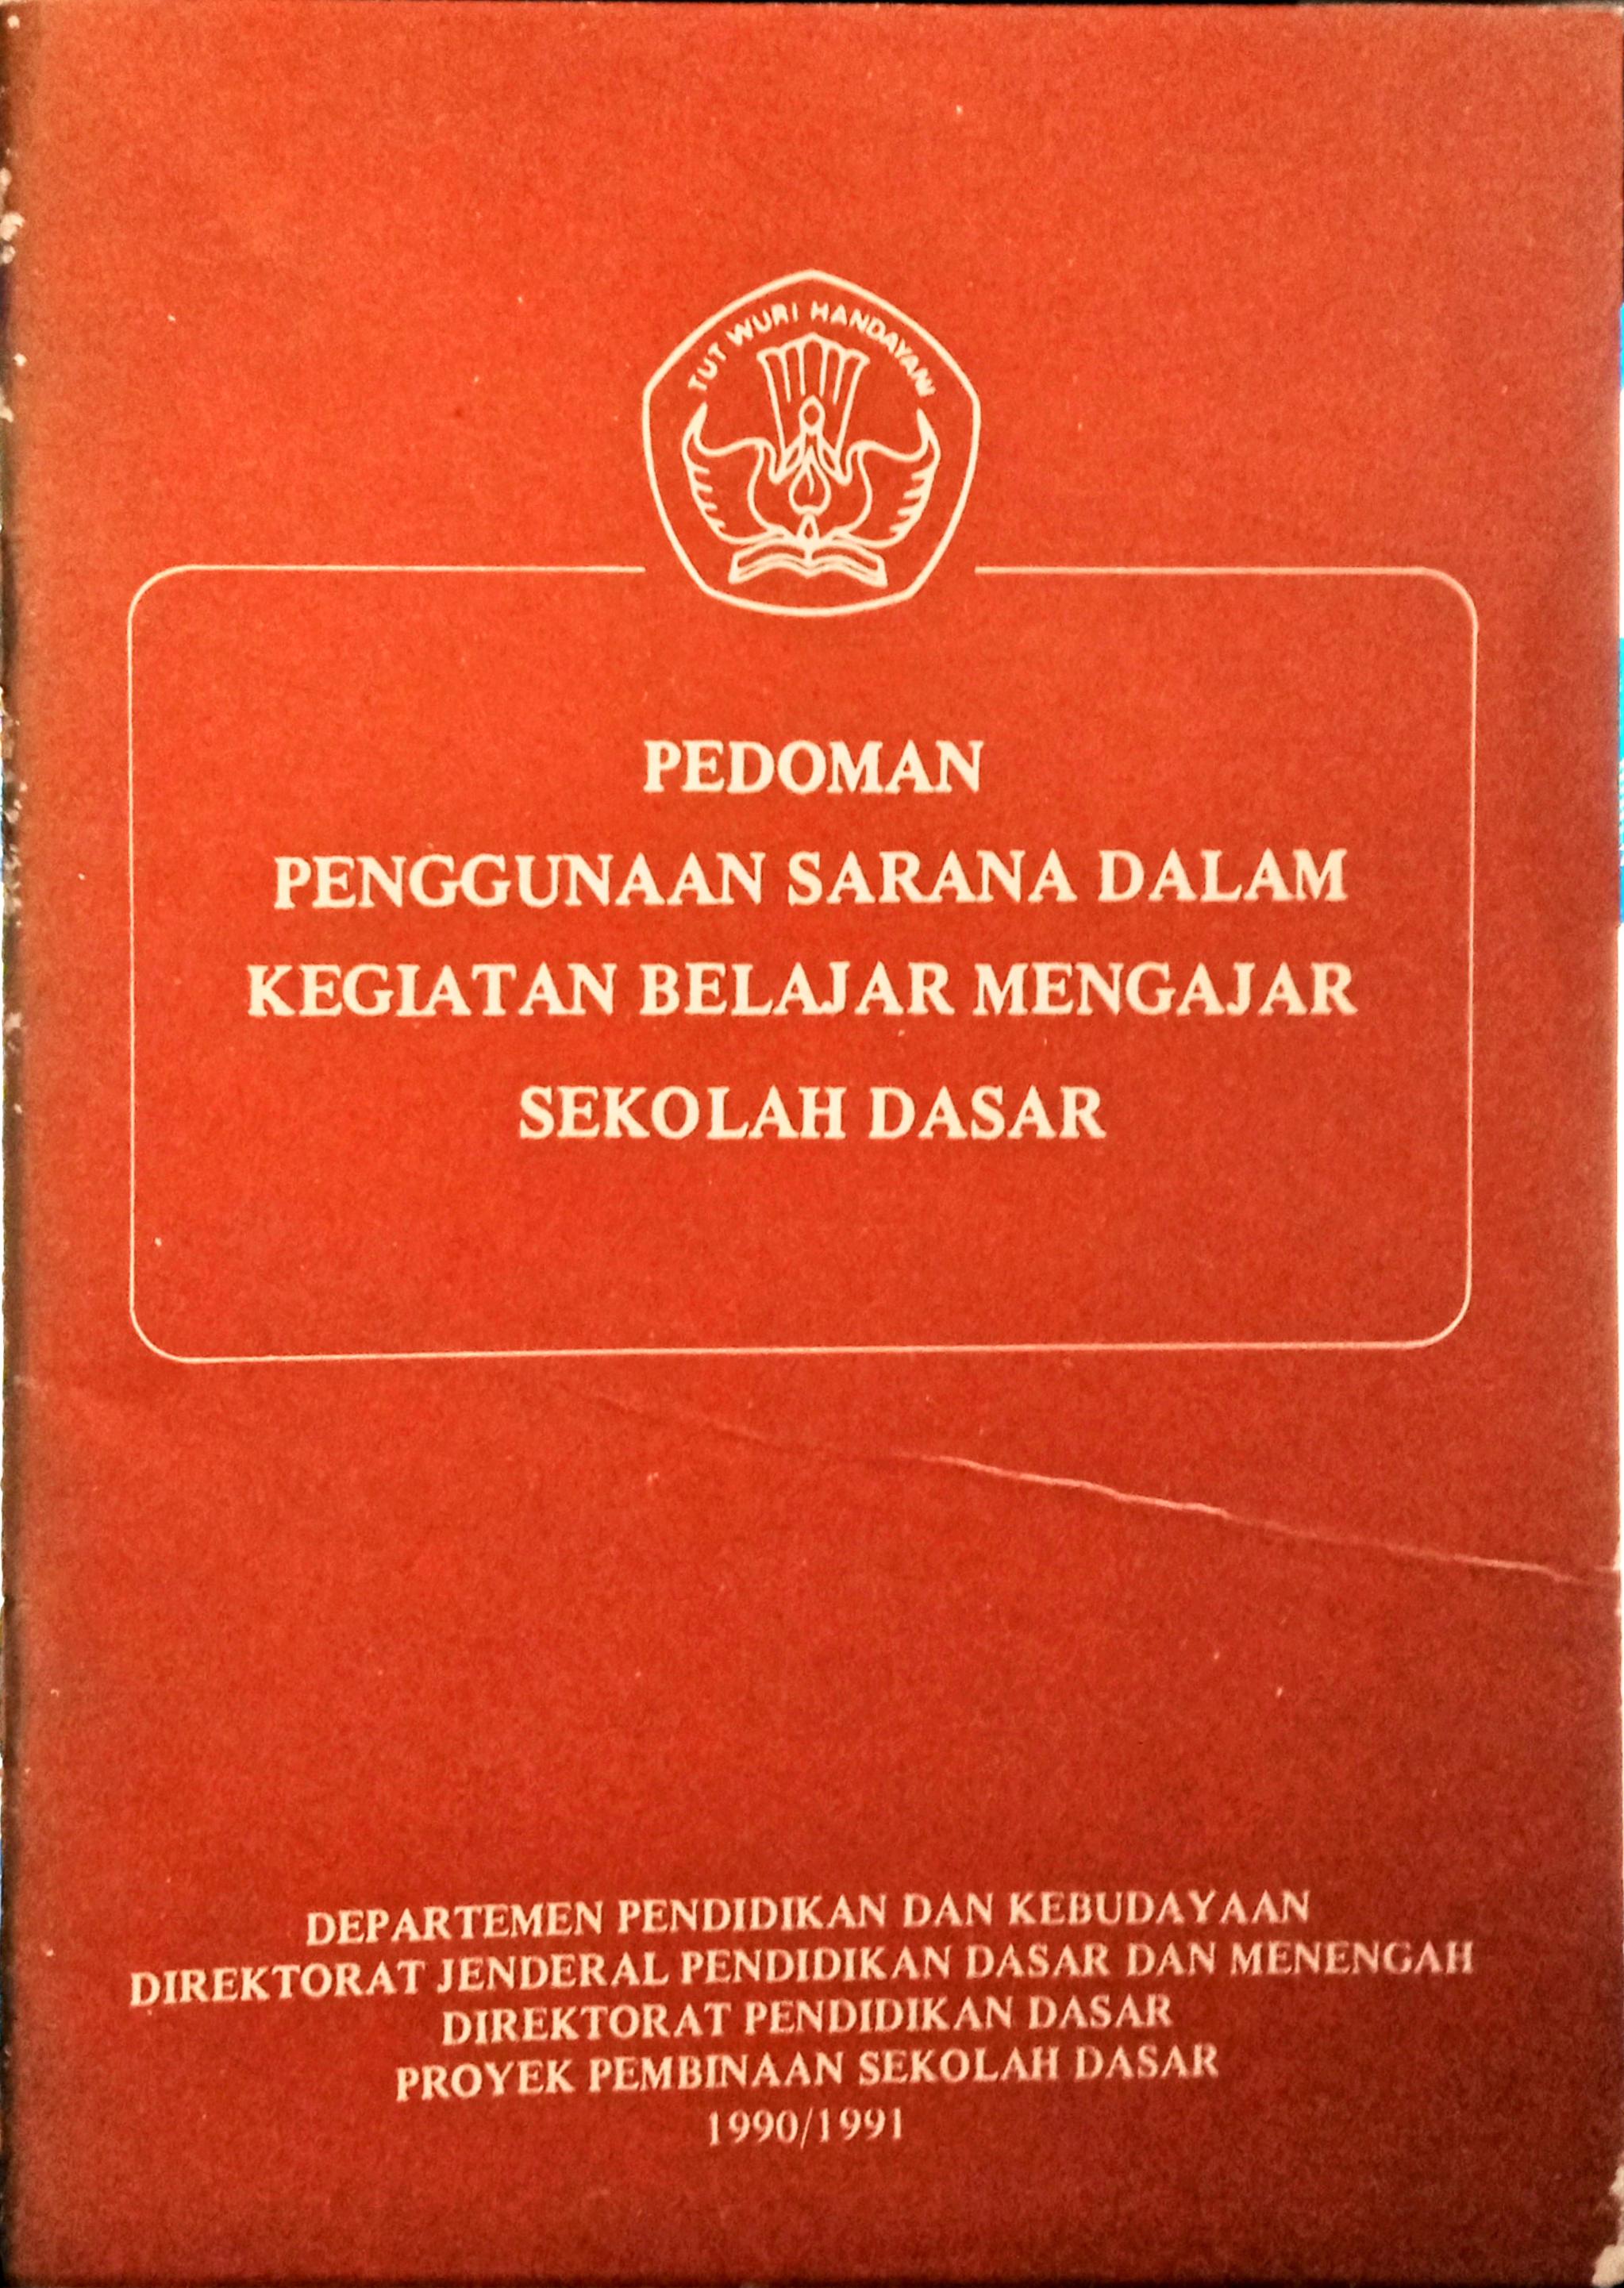 TUT WURI HANDAYANI
PEDOMAN
PENGGUNAAN SARANA DALAM
KEGIATAN BELAJAR MENGAJAR
SEKOLAH DASAR
DEPARTEMEN PENDIDIKAN DAN KEBUDAYAAN
DIREKTORAT JENDERAL PENDIDIKAN DASAR DAN MENENGAH
DIREKTORAT PENDIDIKAN DASAR
PROYEK PEMBINAAN SEKOLAH DASAR
1990/1991